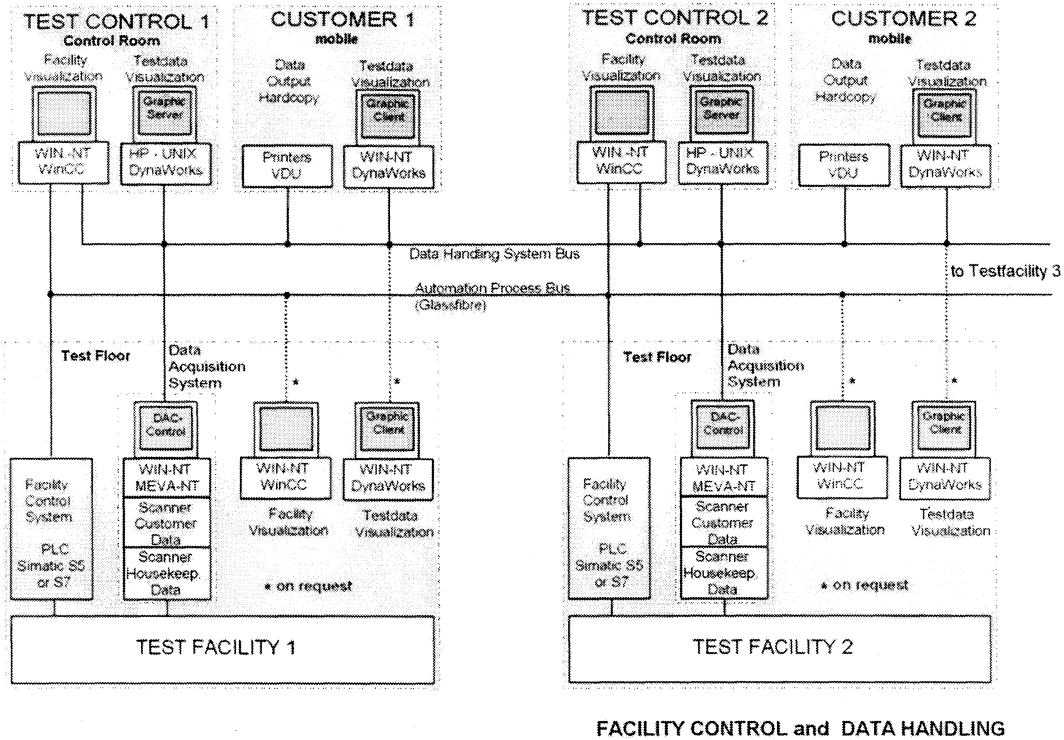 TEST CONTROL 1
Control Room
Facility
Visualization
Testdata
Visualization
Graphic
Server
WIN.-NT
WinCC
HP - UNIX
DynaWorks
CUSTOMER 1
mobile
Data
Output
Hardcopy
Testdata
Visualization
Graphic
Client
Printers
VDU
WIN-NT
DynaWorks
TEST CONTROL 2
Control Room
Facility
Visualization
Testdata
Visualization
Graphic
Server
WIN.-NT
WinCC
HP - UNIX
DynaWorks
CUSTOMER 2
mobile
Data
Output
Hardcopy
Testdata
Visualization
Graphic
Client
Printers
VDU
WIN-NT
DynaWorks
Data Handling System Bus
to Testfacility 3
Automation Process Bus
(Glassfibre)
Test Floor
Data
Acquisition
System
*
*
DAC-
Control
Graphic
Client
Facility
Control
System
PLC
Simatic S5
or S7
WIN-NT
MEVA-NT
Scanner
Customer
Data
Scanner
Housekeep.
Data
WIN-NT
WinCC
Facility
Visualization
WIN-NT
DynaWorks
Testdata
Visualization
* on request
TEST FACILITY 1
Test Floor
Data
Acquisition
System
*
*
DAC-
Control
Graphic
Client
Facility
Control
System
PLC
Simatic S5
or S7
WIN-NT
MEVA-NT
Scanner
Customer
Data
Scanner
Housekeep.
Data
WIN-NT
WinCC
Facility
Visualization
WIN-NT
DynaWorks
Testdata
Visualization
* on request
TEST FACILITY 2
FACILITY CONTROL and DATA HANDLING